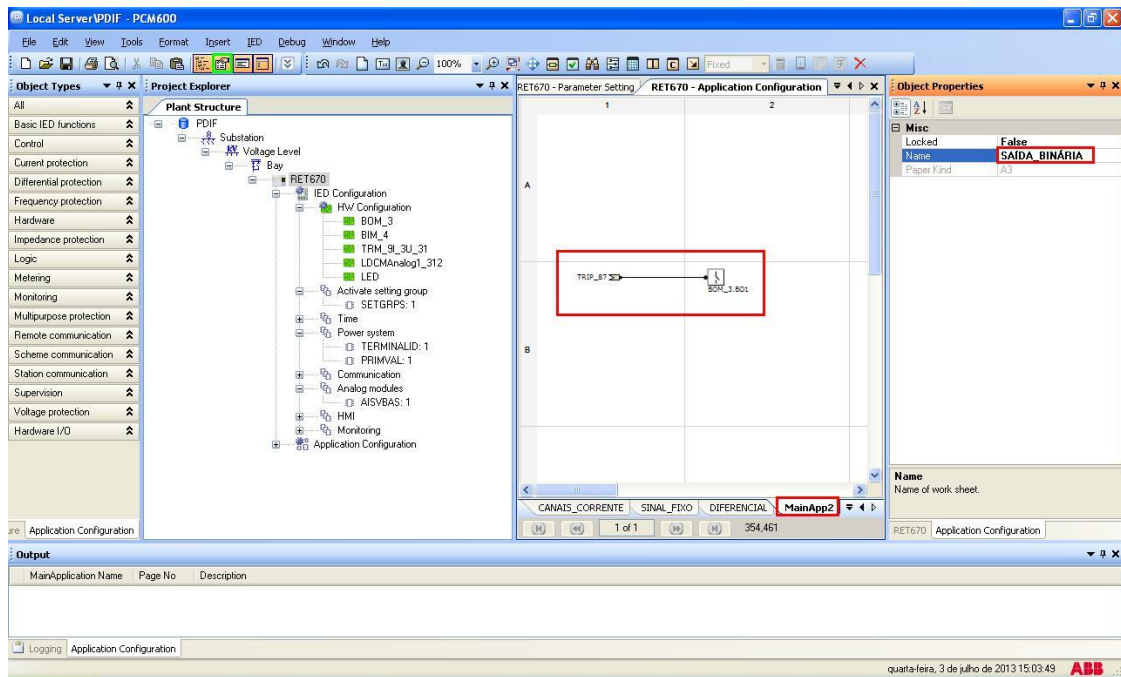 Local Server\PDIF - PCM600
File Edit View Tools Format Insert IED Debug Window Help
100% Fixed
Object Types
All
Basic IED functions
Control
Current protection
Differential protection
Frequency protection
Hardware
Impedance protection
Logic
Metering
Monitoring
Multipurpose protection
Remote communication
Scheme communication
Station communication
Supervision
Voltage protection
Hardware I/O
re Application Configuration
Project Explorer
Plant Structure
PDIF
Substation
Voltage Level
Bay
RET670
IED Configuration
HW Configuration
BOM_3
BIM_4
TRM_9I_3U_31
LDCMAnalog1_312
LED
Activate setting group
SETGRPS: 1
Time
Power system
TERMINALID: 1
PRIMVAL: 1
Communication
Analog modules
AISVBAS: 1
HMI
Monitoring
Application Configuration
RET670 - Parameter Setting RET670 - Application Configuration
1 2
A
TRIP_87
BOM_3.BO1
B
CANAIS_CORRENTE SINAL_FIXO DIFERENCIAL MainApp2
1 of 1 354,461
Object Properties
Misc
Locked False
Name SAÍDA_BINÁRIA
Paper Kind A3
Name
Name of work sheet.
RET670 Application Configuration
Output
MainApplication Name Page No Description
Logging Application Configuration
quarta-feira, 3 de julho de 2013 15:03:49 ABB